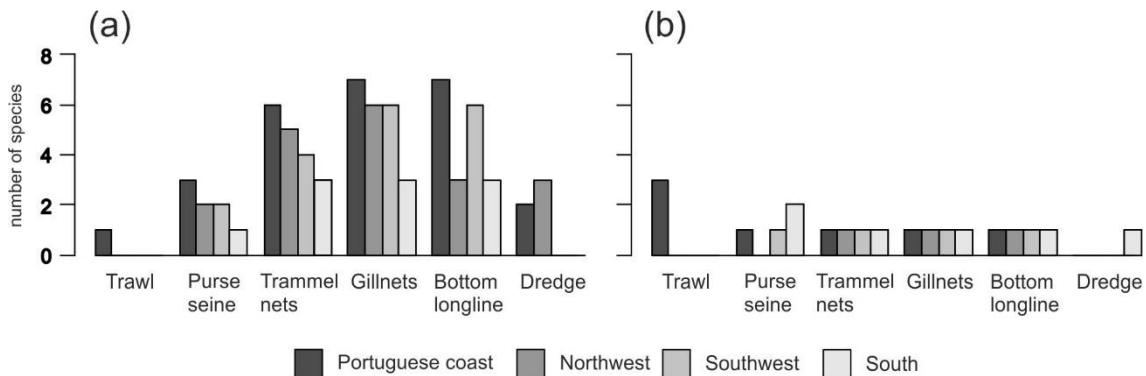 (a)
(b)
number of species
8
6
4
2
0
Trawl
Purse
seine
Trammel
nets
Gillnets
Bottom
longline
Dredge
Trawl
Purse
seine
Trammel
nets
Gillnets
Bottom
longline
Dredge
Portuguese coast
Northwest
Southwest
South